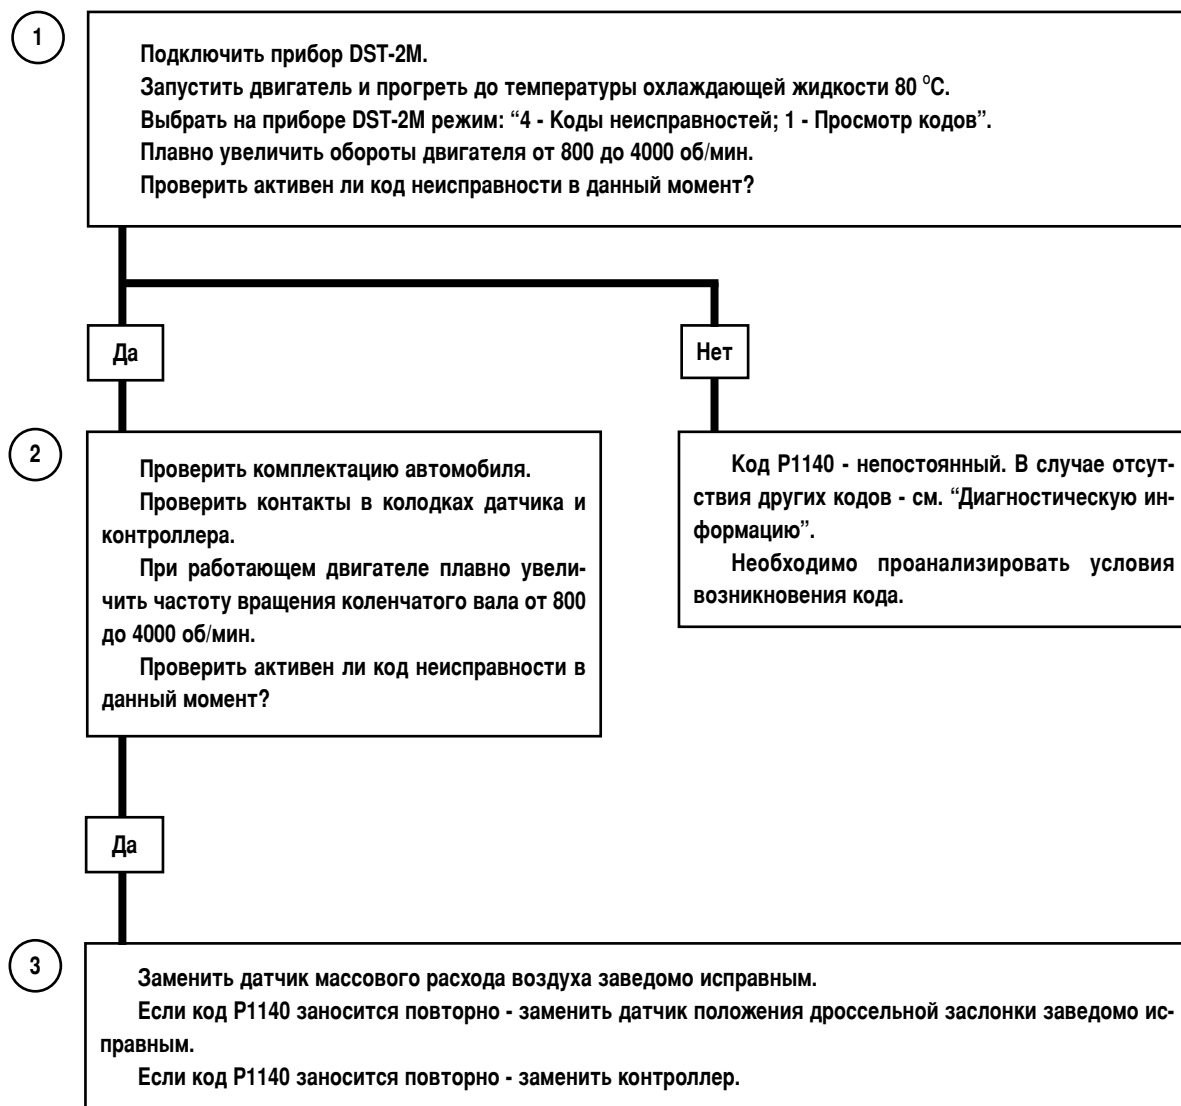 1
Подключить прибор DST-2M.
Запустить двигатель и прогреть до температуры охлаждающей жидкости 80 °С.
Выбрать на приборе DST-2M режим: “4 - Коды неисправностей; 1 - Просмотр кодов”.
Плавно увеличить обороты двигателя от 800 до 4000 об/мин.
Проверить активен ли код неисправности в данный момент?
Да
Нет
2
Проверить комплектацию автомобиля.
Проверить контакты в колодках датчика и
контроллера.
При работающем двигателе плавно увели-
чить частоту вращения коленчатого вала от 800
до 4000 об/мин.
Проверить активен ли код неисправности в
данный момент?
Код Р1140 - непостоянный. В случае отсут-
ствия других кодов - см. “Диагностическую ин-
формацию”.
Необходимо проанализировать условия
возникновения кода.
Да
3
Заменить датчик массового расхода воздуха заведомо исправным.
Если код Р1140 заносится повторно - заменить датчик положения дроссельной заслонки заведомо ис-
правным.
Если код Р1140 заносится повторно - заменить контроллер.